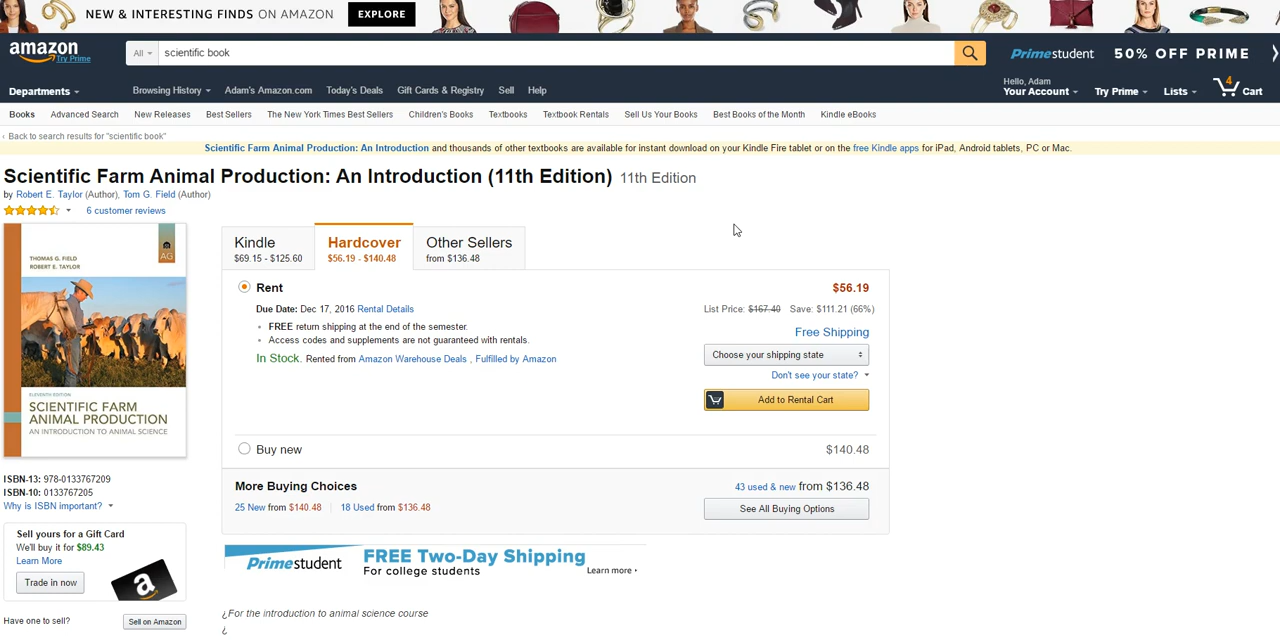 NEW & INTERESTING FINDS ON AMAZON EXPLORE
amazon
Try Prime
All scientific book
Primestudent 50% OFF PRIME
Departments Browsing History Adam's Amazon.com Today's Deals Gift Cards & Registry Sell Help
Hello, Adam
Your Account Try Prime Lists 4 Cart
Books Advanced Search New Releases Best Sellers The New York Times Best Sellers Children's Books Textbooks Textbook Rentals Sell Us Your Books Best Books of the Month Kindle eBooks
‹ Back to search results for "scientific book"
Scientific Farm Animal Production: An Introduction and thousands of other textbooks are available for instant download on your Kindle Fire tablet or on the free Kindle apps for iPad, Android tablets, PC or Mac.
Scientific Farm Animal Production: An Introduction (11th Edition) 11th Edition
by Robert E. Taylor (Author), Tom G. Field (Author)
6 customer reviews
THOMAS G. FIELD
ROBERT E. TAYLOR
AG
ELEVENTH EDITION
SCIENTIFIC FARM
ANIMAL PRODUCTION
AN INTRODUCTION TO ANIMAL SCIENCE
ISBN-13: 978-0133767209
ISBN-10: 0133767205
Why is ISBN important?
Sell yours for a Gift Card
We'll buy it for $89.43
Learn More
Trade in now
a
Have one to sell? Sell on Amazon
Kindle
$69.15 - $125.60
Hardcover
$56.19 - $140.48
Other Sellers
from $136.48
Rent $56.19
Due Date: Dec 17, 2016 Rental Details
List Price: $167.40 Save: $111.21 (66%)
FREE return shipping at the end of the semester.
Access codes and supplements are not guaranteed with rentals.
In Stock. Rented from Amazon Warehouse Deals , Fulfilled by Amazon
Free Shipping
Choose your shipping state
Don't see your state?
Add to Rental Cart
Buy new $140.48
More Buying Choices
43 used & new from $136.48
25 New from $140.48 18 Used from $136.48
See All Buying Options
Primestudent FREE Two-Day Shipping
For college students
Learn more ›
¿For the introduction to animal science course
¿